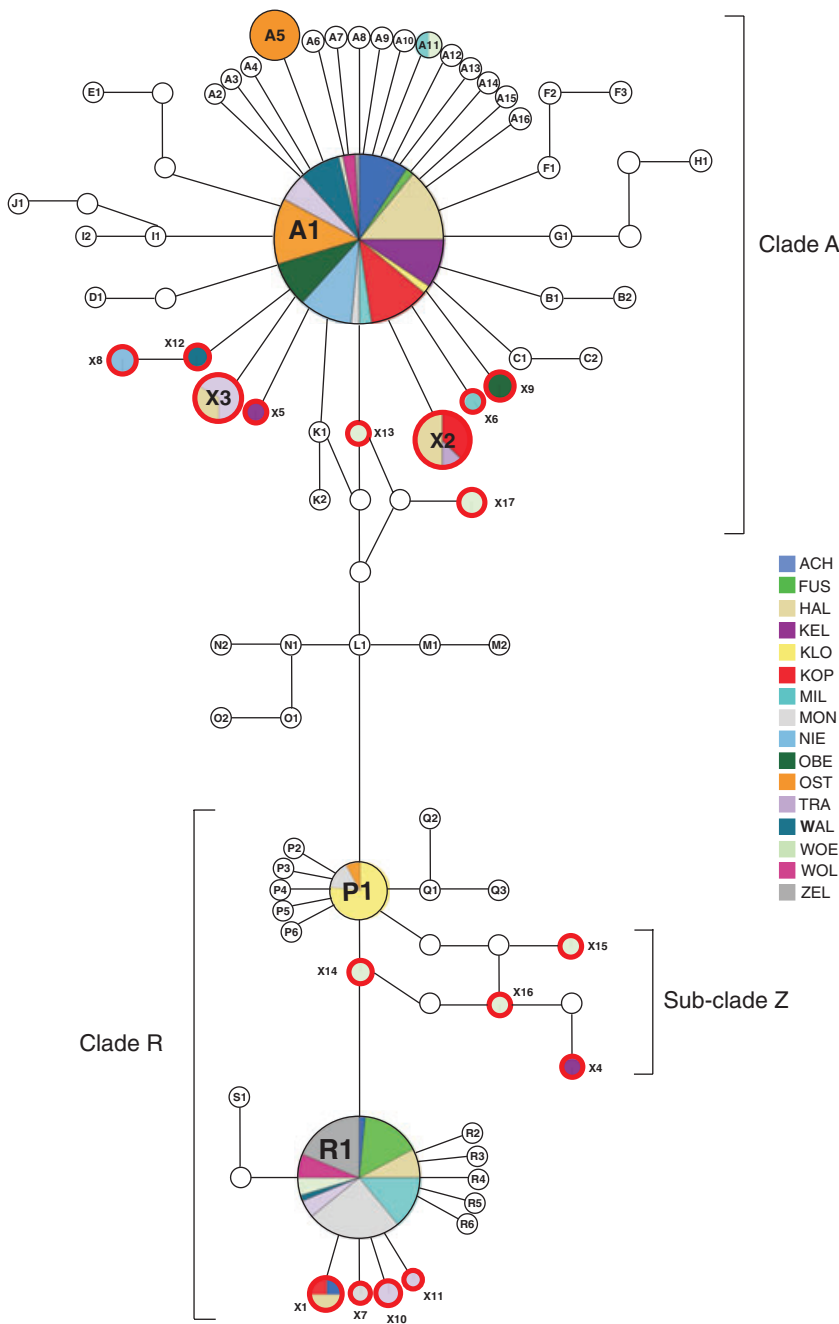 A5
A6
A7
A8
A9
A10
A11
A12
A13
A14
A15
A16
A4
A3
A2
E1
F2
F3
F1
H1
J1
I2
I1
A1
G1
Clade A
D1
B1
B2
X12
X8
C1
C2
X3
X5
X9
X6
X2
K1
X13
K2
X17
ACH
FUS
HAL
KEL
KLO
KOP
MIL
MON
NIE
OBE
OST
TRA
WAL
WOE
WOL
ZEL
N2
N1
L1
M1
M2
O2
O1
Q2
P2
P3
P4
P5
P6
P1
Q1
Q3
X15
X14
X16
Sub-clade Z
Clade R
X4
S1
R1
R2
R3
R4
R5
R6
X1
X7
X10
X11